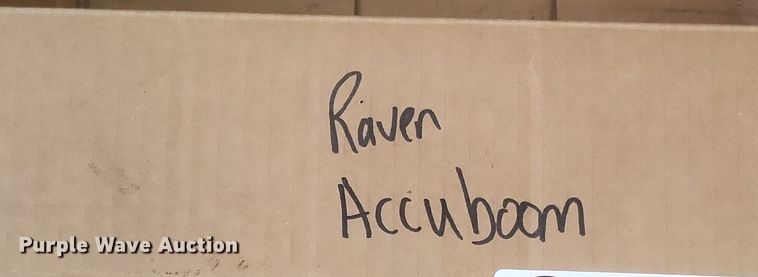 Raven
Accuboom
Purple Wave Auction